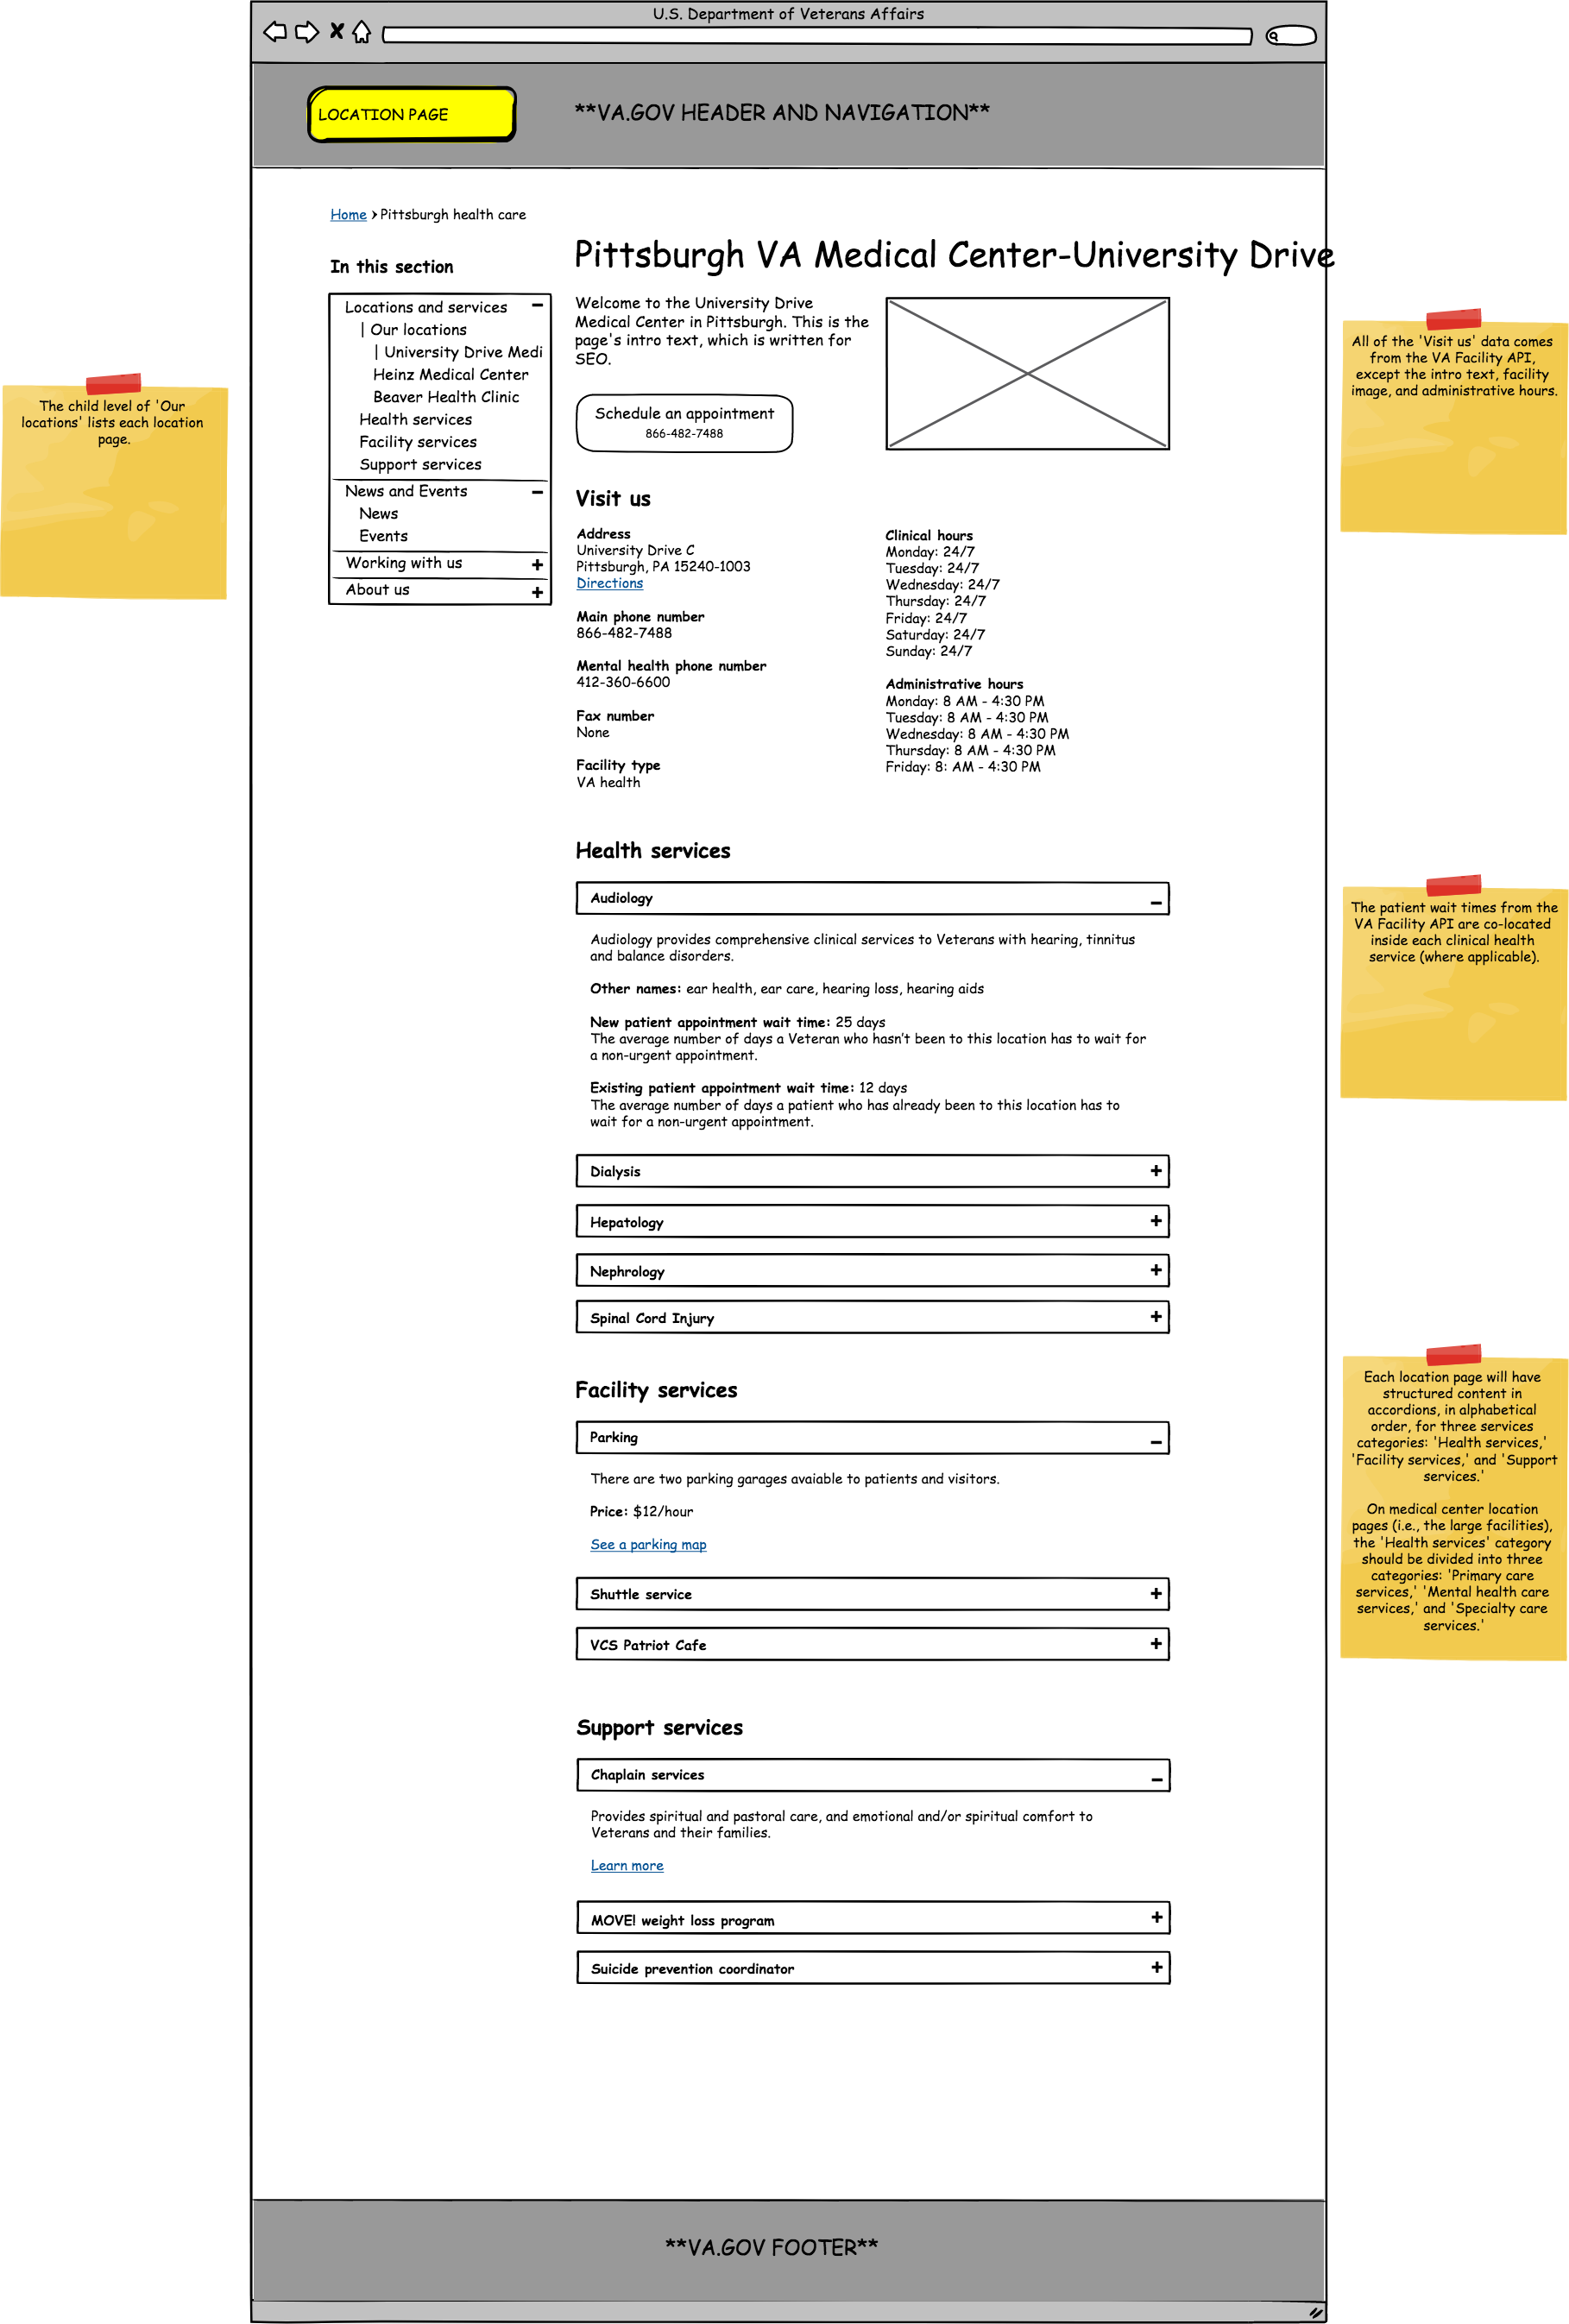 U.S. Department of Veterans Affairs
LOCATION PAGE
**VA.GOV HEADER AND NAVIGATION**
Home › Pittsburgh health care
In this section
Locations and services
| Our locations
| University Drive Medi
Heinz Medical Center
Beaver Health Clinic
Health services
Facility services
Support services
News and Events
News
Events
Working with us
About us
The child level of 'Our
locations' lists each location
page.
Pittsburgh VA Medical Center-University Drive
Welcome to the University Drive
Medical Center in Pittsburgh. This is the
page's intro text, which is written for
SEO.
Schedule an appointment
866-482-7488
Visit us
Address
University Drive C
Pittsburgh, PA 15240-1003
Directions
Main phone number
866-482-7488
Mental health phone number
412-360-6600
Fax number
None
Facility type
VA health
Clinical hours
Monday: 24/7
Tuesday: 24/7
Wednesday: 24/7
Thursday: 24/7
Friday: 24/7
Saturday: 24/7
Sunday: 24/7
Administrative hours
Monday: 8 AM - 4:30 PM
Tuesday: 8 AM - 4:30 PM
Wednesday: 8 AM - 4:30 PM
Thursday: 8 AM - 4:30 PM
Friday: 8: AM - 4:30 PM
All of the 'Visit us' data comes
from the VA Facility API,
except the intro text, facility
image, and administrative hours.
Health services
Audiology
Audiology provides comprehensive clinical services to Veterans with hearing, tinnitus
and balance disorders.
Other names: ear health, ear care, hearing loss, hearing aids
New patient appointment wait time: 25 days
The average number of days a Veteran who hasn't been to this location has to wait for
a non-urgent appointment.
Existing patient appointment wait time: 12 days
The average number of days a patient who has already been to this location has to
wait for a non-urgent appointment.
Dialysis
Hepatology
Nephrology
Spinal Cord Injury
The patient wait times from the
VA Facility API are co-located
inside each clinical health
service (where applicable).
Facility services
Parking
There are two parking garages avaiable to patients and visitors.
Price: $12/hour
See a parking map
Shuttle service
VCS Patriot Cafe
Each location page will have
structured content in
accordions, in alphabetical
order, for three services
categories: 'Health services,'
'Facility services,' and 'Support
services.'
On medical center location
pages (i.e., the large facilities),
the 'Health services' category
should be divided into three
categories: 'Primary care
services,' 'Mental health care
services,' and 'Specialty care
services.'
Support services
Chaplain services
Provides spiritual and pastoral care, and emotional and/or spiritual comfort to
Veterans and their families.
Learn more
MOVE! weight loss program
Suicide prevention coordinator
**VA.GOV FOOTER**